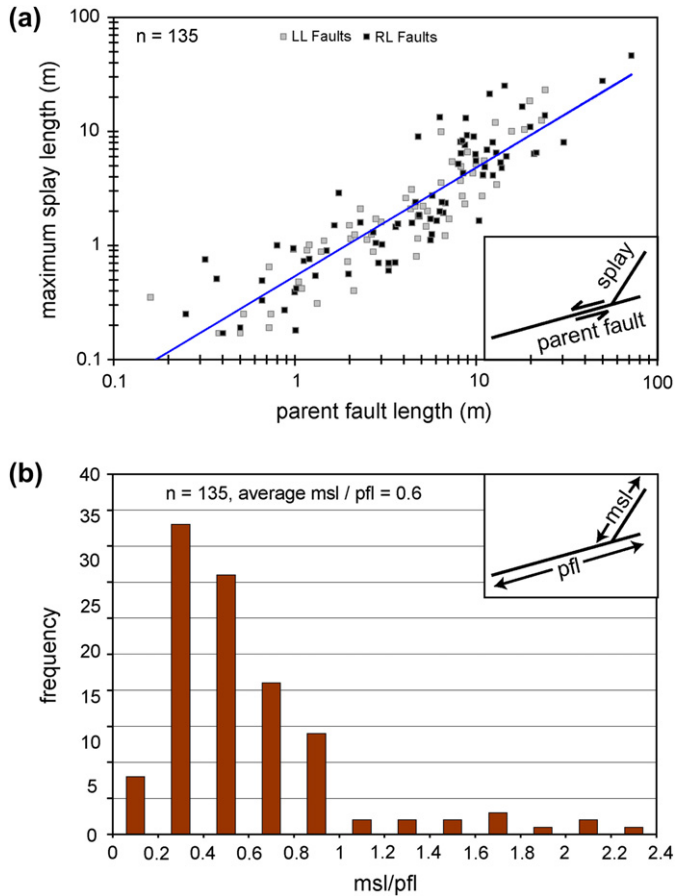 (a)
n = 135
LL Faults RL Faults
maximum splay length (m)
100
10
1
0.1
0.1 1 10 100
parent fault length (m)
splay
parent fault
(b)
n = 135, average msl / pfl = 0.6
frequency
40
35
30
25
20
15
10
5
0
0 0.2 0.4 0.6 0.8 1 1.2 1.4 1.6 1.8 2 2.2 2.4
msl/pfl
msl
pfl